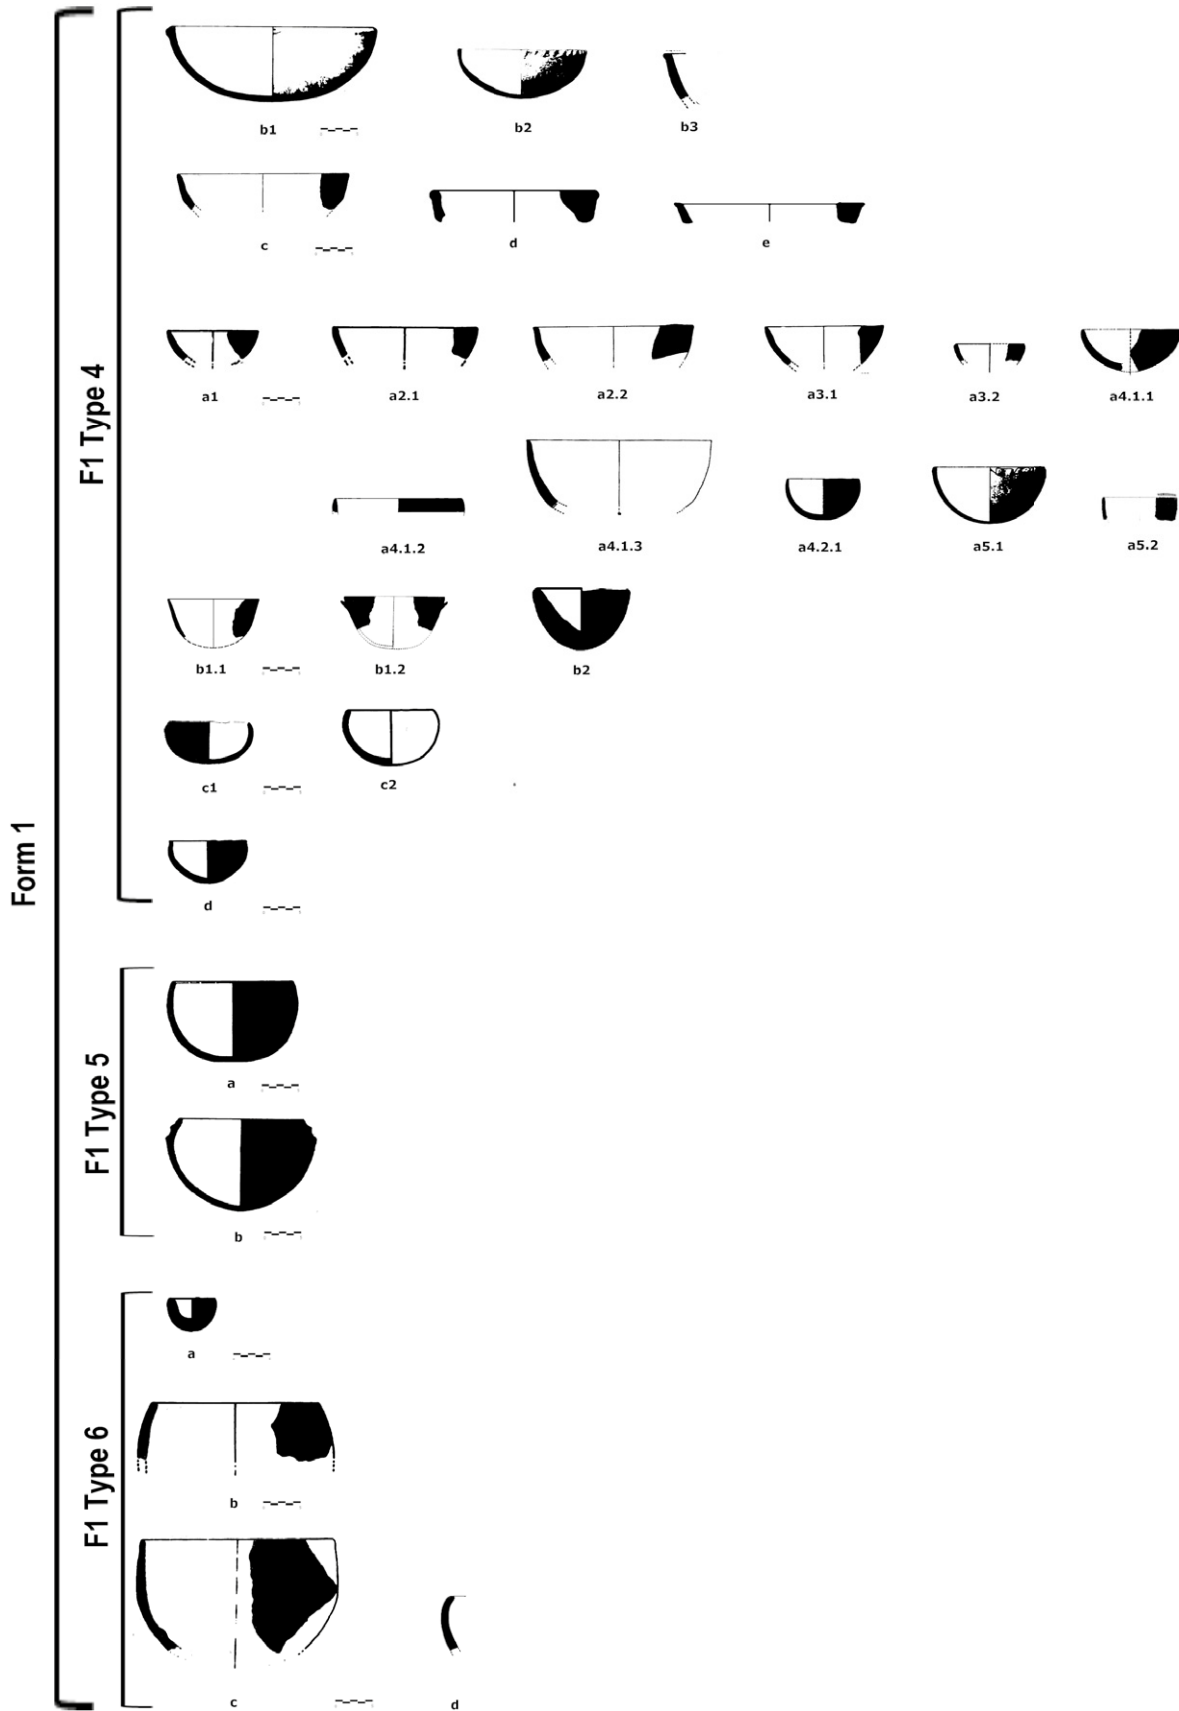 Form 1
F1 Type 4
b1
b2
b3
c
d
e
a1
a2.1
a2.2
a3.1
a3.2
a4.1.1
a4.1.2
a4.1.3
a4.2.1
a5.1
a5.2
b1.1
b1.2
b2
c1
c2
d
F1 Type 5
a
b
F1 Type 6
a
b
c
d